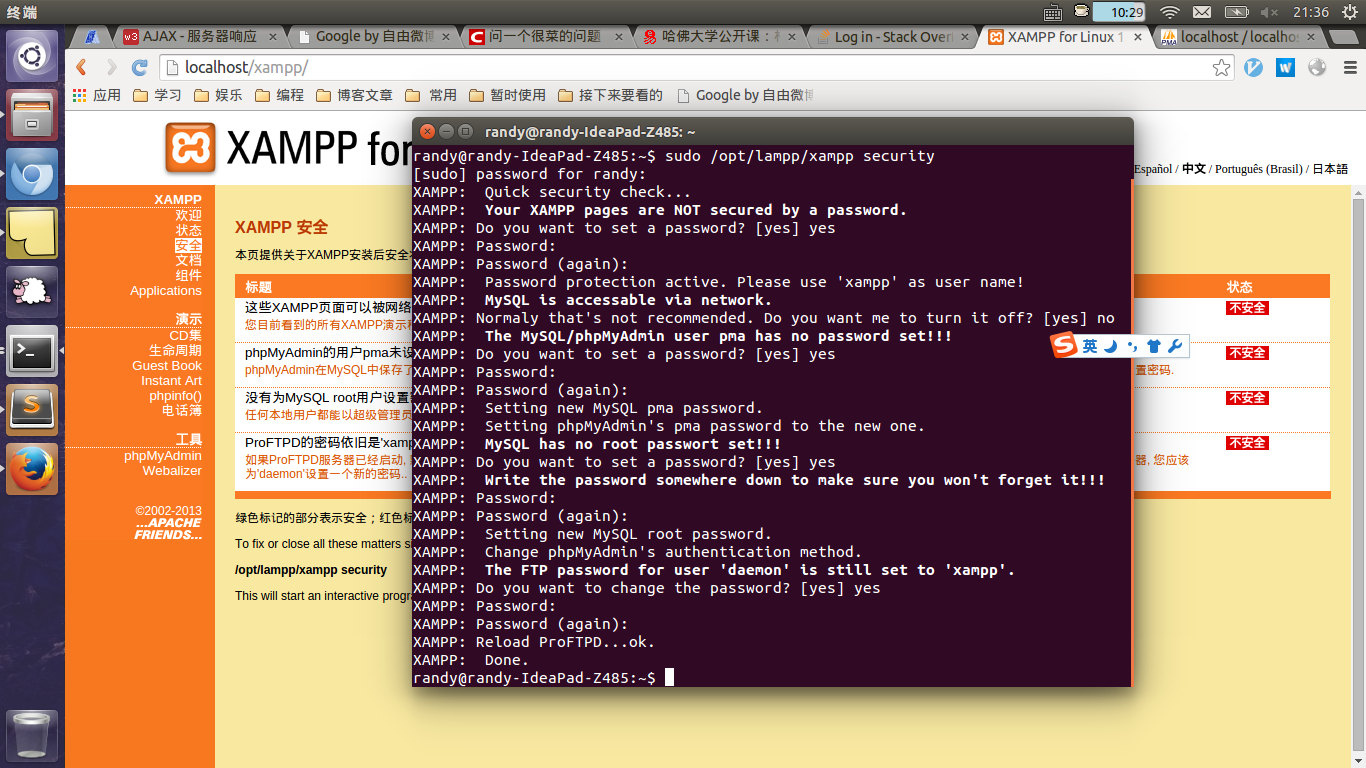 终端
10:29
21:36
AJAX - 服务器响应
Google by 自由微博
问一个很菜的问题
哈佛大学公开课：
Log in - Stack Over
XAMPP for Linux 1
localhost / localhos
localhost/xampp/
应用 学习 娱乐 编程 博客文章 常用 暂时使用 接下来要看的 Google by 自由微博
XAMPP for
Español / 中文 / Português (Brasil) / 日本語
XAMPP
欢迎
状态
安全
文档
组件
Applications
演示
CD集
生命周期
Guest Book
Instant Art
phpinfo()
电话簿
工具
phpMyAdmin
Webalizer
©2002-2013
...APACHE
FRIENDS...
XAMPP 安全
本页提供关于XAMPP安装后安全
标题 状态
这些XAMPP页面可以被网络 不安全
您目前看到的所有XAMPP演示
phpMyAdmin的用户pma未设 不安全
phpMyAdmin在MySQL中保存了 置密码.
没有为MySQL root用户设置 不安全
任何本地用户都能以超级管理员
ProFTPD的密码依旧是'xamp 不安全
如果ProFTPD服务器已经启动, 器, 您应该
为'daemon'设置一个新的密码..
绿色标记的部分表示安全；红色标
To fix or close all these matters si
/opt/lampp/xampp security
This will start an interactive progra
randy@randy-IdeaPad-Z485: ~
randy@randy-IdeaPad-Z485:~$ sudo /opt/lampp/xampp security
[sudo] password for randy:
XAMPP:  Quick security check...
XAMPP:  Your XAMPP pages are NOT secured by a password.
XAMPP: Do you want to set a password? [yes] yes
XAMPP: Password:
XAMPP: Password (again):
XAMPP:  Password protection active. Please use 'xampp' as user name!
XAMPP:  MySQL is accessable via network.
XAMPP: Normaly that's not recommended. Do you want me to turn it off? [yes] no
XAMPP:  The MySQL/phpMyAdmin user pma has no password set!!!
XAMPP: Do you want to set a password? [yes] yes
XAMPP: Password:
XAMPP: Password (again):
XAMPP:  Setting new MySQL pma password.
XAMPP:  Setting phpMyAdmin's pma password to the new one.
XAMPP:  MySQL has no root passwort set!!!
XAMPP: Do you want to set a password? [yes] yes
XAMPP:  Write the password somewhere down to make sure you won't forget it!!!
XAMPP: Password:
XAMPP: Password (again):
XAMPP:  Setting new MySQL root password.
XAMPP:  Change phpMyAdmin's authentication method.
XAMPP:  The FTP password for user 'daemon' is still set to 'xampp'.
XAMPP: Do you want to change the password? [yes] yes
XAMPP: Password:
XAMPP: Password (again):
XAMPP: Reload ProFTPD...ok.
XAMPP:  Done.
randy@randy-IdeaPad-Z485:~$
英